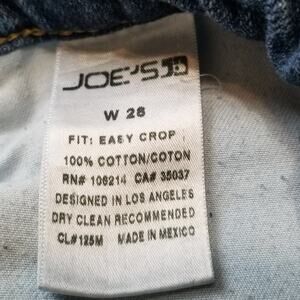 JOE'S
W 28
FIT: EASY CROP
100% COTTON/COTON
RN# 106214 CA# 35037
DESIGNED IN LOS ANGELES
DRY CLEAN RECOMMENDED
CL#125M MADE IN MEXICO